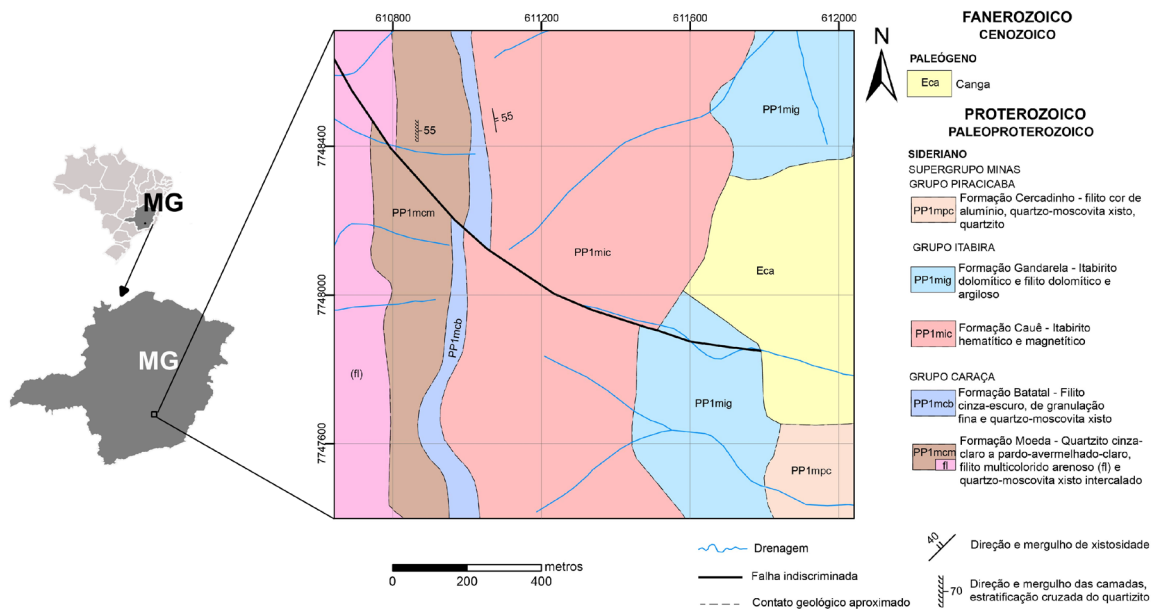 MG
MG
610800
611200
611600
612000
7748400
7748000
7747600
55
55
PP1mig
PP1mcm
PP1mic
Eca
PP1mcb
(fl)
PP1mig
PP1mpc
N
metros
0
200
400
Drenagem
Falha indiscriminada
Contato geológico aproximado
FANEROZOICO
CENOZOICO
PALEÓGENO
Eca
Canga
PROTEROZOICO
PALEOPROTEROZOICO
SIDERIANO
SUPERGRUPO MINAS
GRUPO PIRACICABA
PP1mpc
Formação Cercadinho - filito cor de
alumínio, quartzo-moscovita xisto,
quartzito
GRUPO ITABIRA
PP1mig
Formação Gandarela - Itabirito
dolomítico e filito dolomítico e
argiloso
PP1mic
Formação Cauê - Itabirito
hematítico e magnetítico
GRUPO CARAÇA
PP1mcb
Formação Batatal - Filito
cinza-escuro, de granulação
fina e quartzo-moscovita xisto
PP1mcm
fl
Formação Moeda - Quartzito cinza-
claro a pardo-avermelhado-claro,
filito multicolorido arenoso (fl) e
quartzo-moscovita xisto intercalado
40
Direção e mergulho de xistosidade
70
Direção e mergulho das camadas,
estratificação cruzada do quartizito